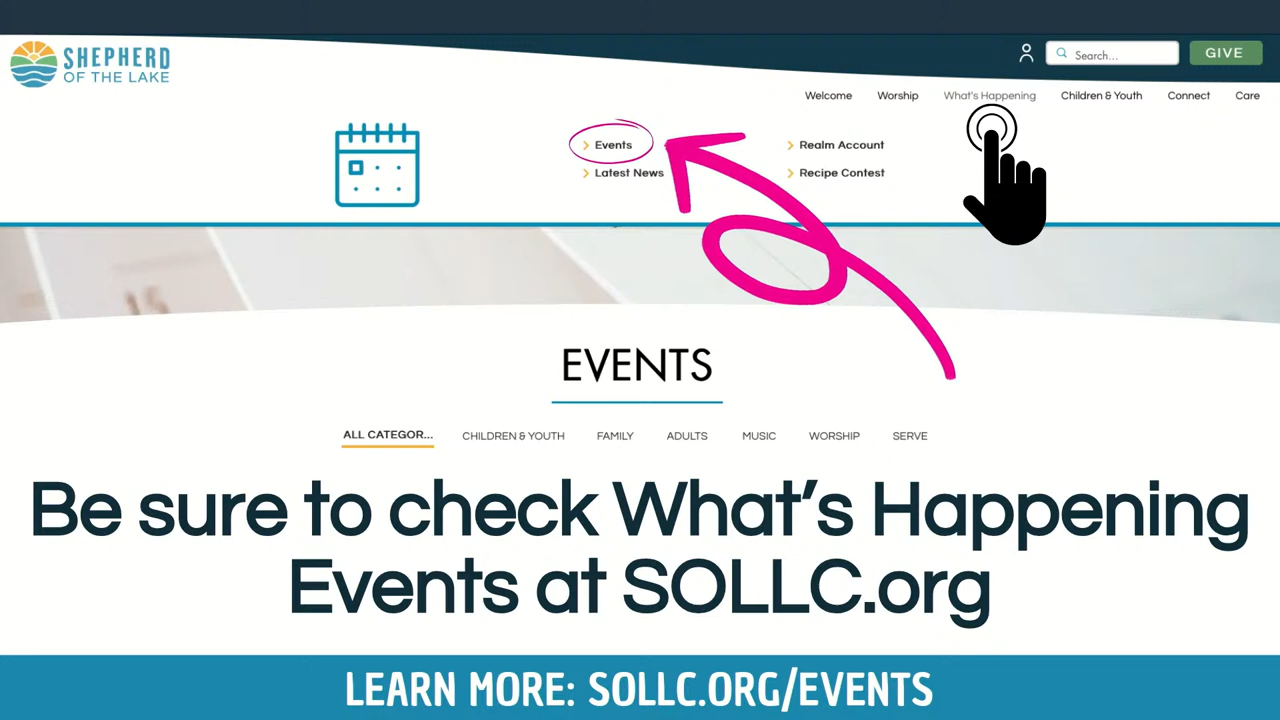 SHEPHERD
OF THE LAKE
Search...
GIVE
Welcome
Worship
What's Happening
Children & Youth
Connect
Care
Events
Realm Account
Latest News
Recipe Contest
EVENTS
ALL CATEGOR...
CHILDREN & YOUTH
FAMILY
ADULTS
MUSIC
WORSHIP
SERVE
Be sure to check What’s Happening
Events at SOLLC.org
LEARN MORE: SOLLC.ORG/EVENTS